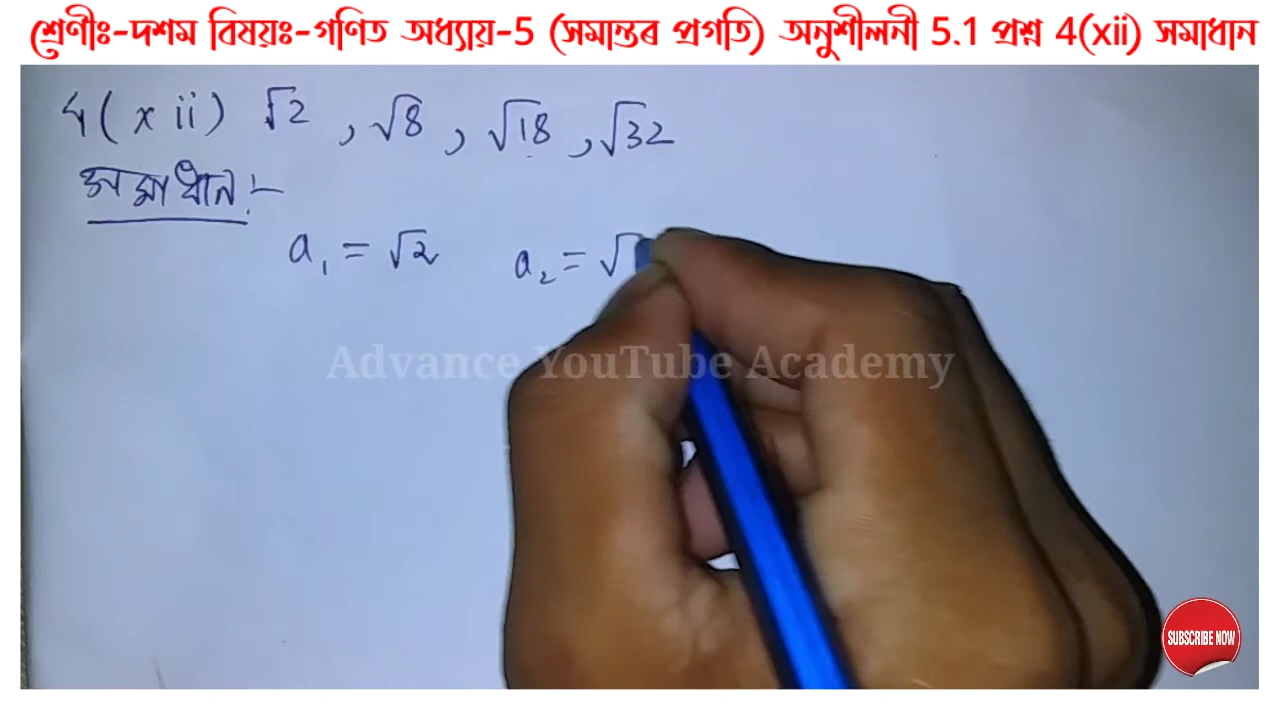 শ্ৰেণীঃ-দশম বিষয়ঃ-গণিত অধ্যায়-5 (সমান্তৰ প্ৰগতি) অনুশীলনী 5.1 প্ৰশ্ন 4(xii) সমাধান
4(xii) √2, √8, √18, √32
সমাধান:-
a₁ = √2 a₂ = √
Advance YouTube Academy
SUBSCRIBE NOW